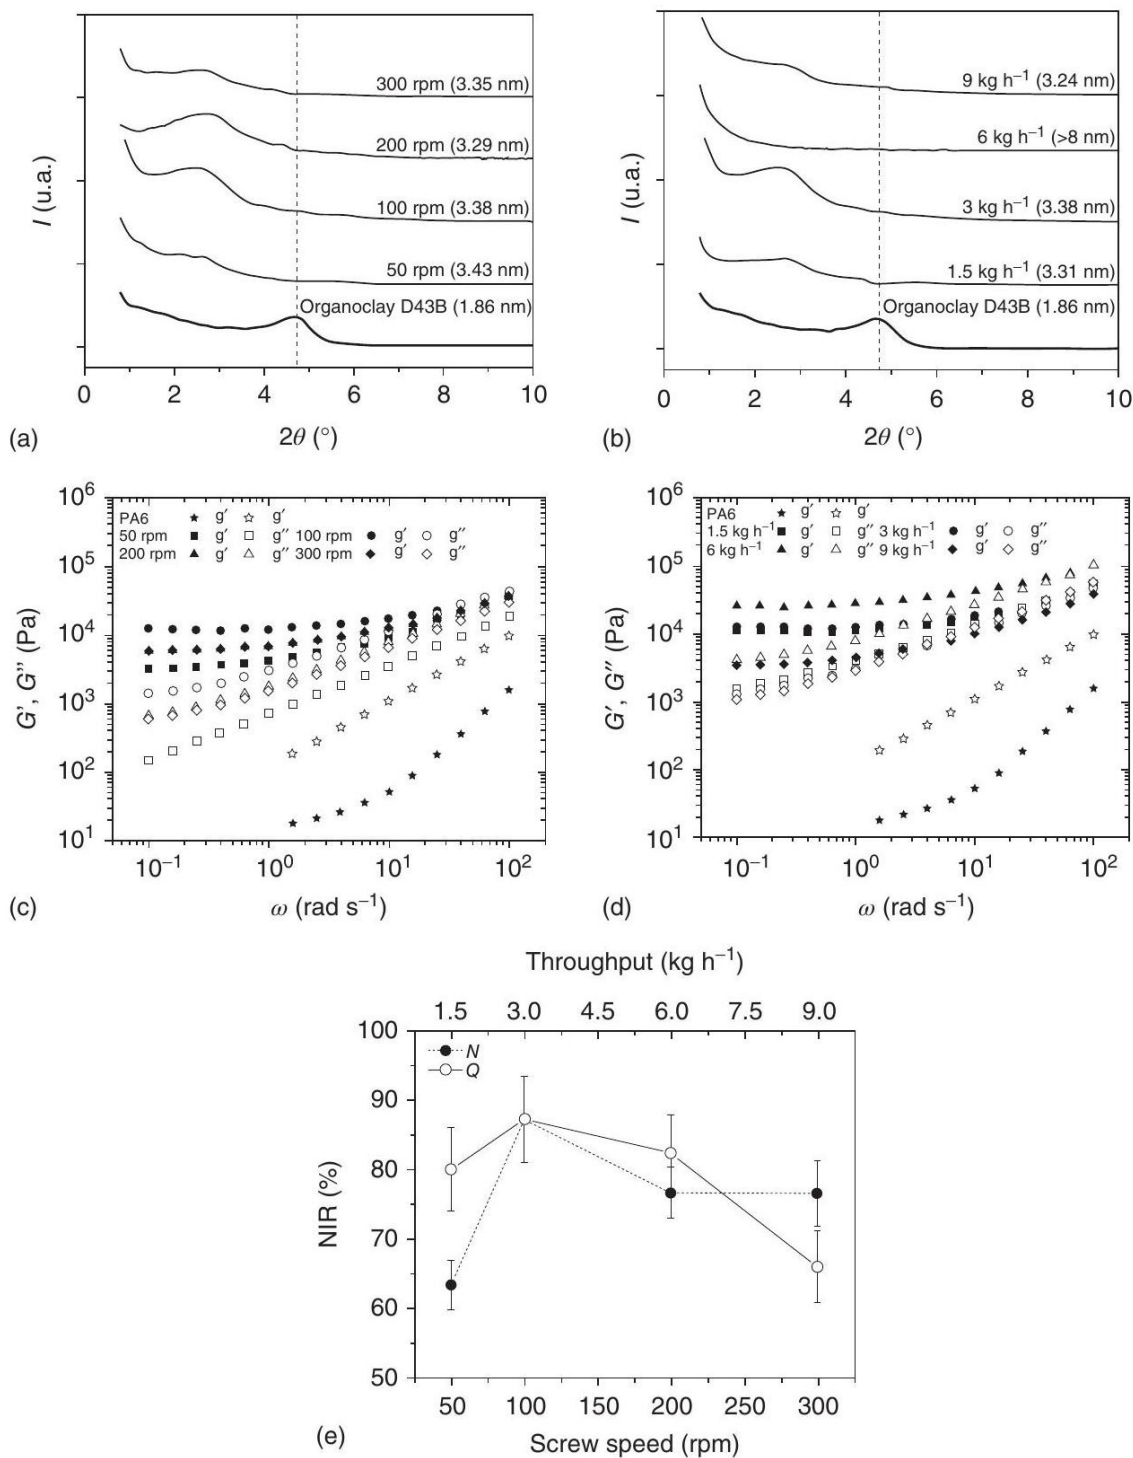 300 rpm (3.35 nm)
200 rpm (3.29 nm)
100 rpm (3.38 nm)
50 rpm (3.43 nm)
Organoclay D43B (1.86 nm)
I (u.a.)
0 2 4 6 8 10
2θ (°)
(a)
9 kg h⁻¹ (3.24 nm)
6 kg h⁻¹ (>8 nm)
3 kg h⁻¹ (3.38 nm)
1.5 kg h⁻¹ (3.31 nm)
Organoclay D43B (1.86 nm)
I (u.a.)
0 2 4 6 8 10
2θ (°)
(b)
10⁶
10⁵
10⁴
10³
10²
10¹
PA6 g′ g′
50 rpm g′ g″ 100 rpm g′ g″
200 rpm g′ g″ 300 rpm g′ g″
G′, G″ (Pa)
10⁻¹ 10⁰ 10¹ 10²
ω (rad s⁻¹)
(c)
10⁶
10⁵
10⁴
10³
10²
10¹
PA6 g′ g′
1.5 kg h⁻¹ g′ g″ 3 kg h⁻¹ g′ g″
6 kg h⁻¹ g′ g″ 9 kg h⁻¹ g′ g″
G′, G″ (Pa)
10⁻¹ 10⁰ 10¹ 10²
ω (rad s⁻¹)
(d)
Throughput (kg h⁻¹)
1.5 3.0 4.5 6.0 7.5 9.0
100
90
80
70
60
50
N
Q
NIR (%)
50 100 150 200 250 300
Screw speed (rpm)
(e)